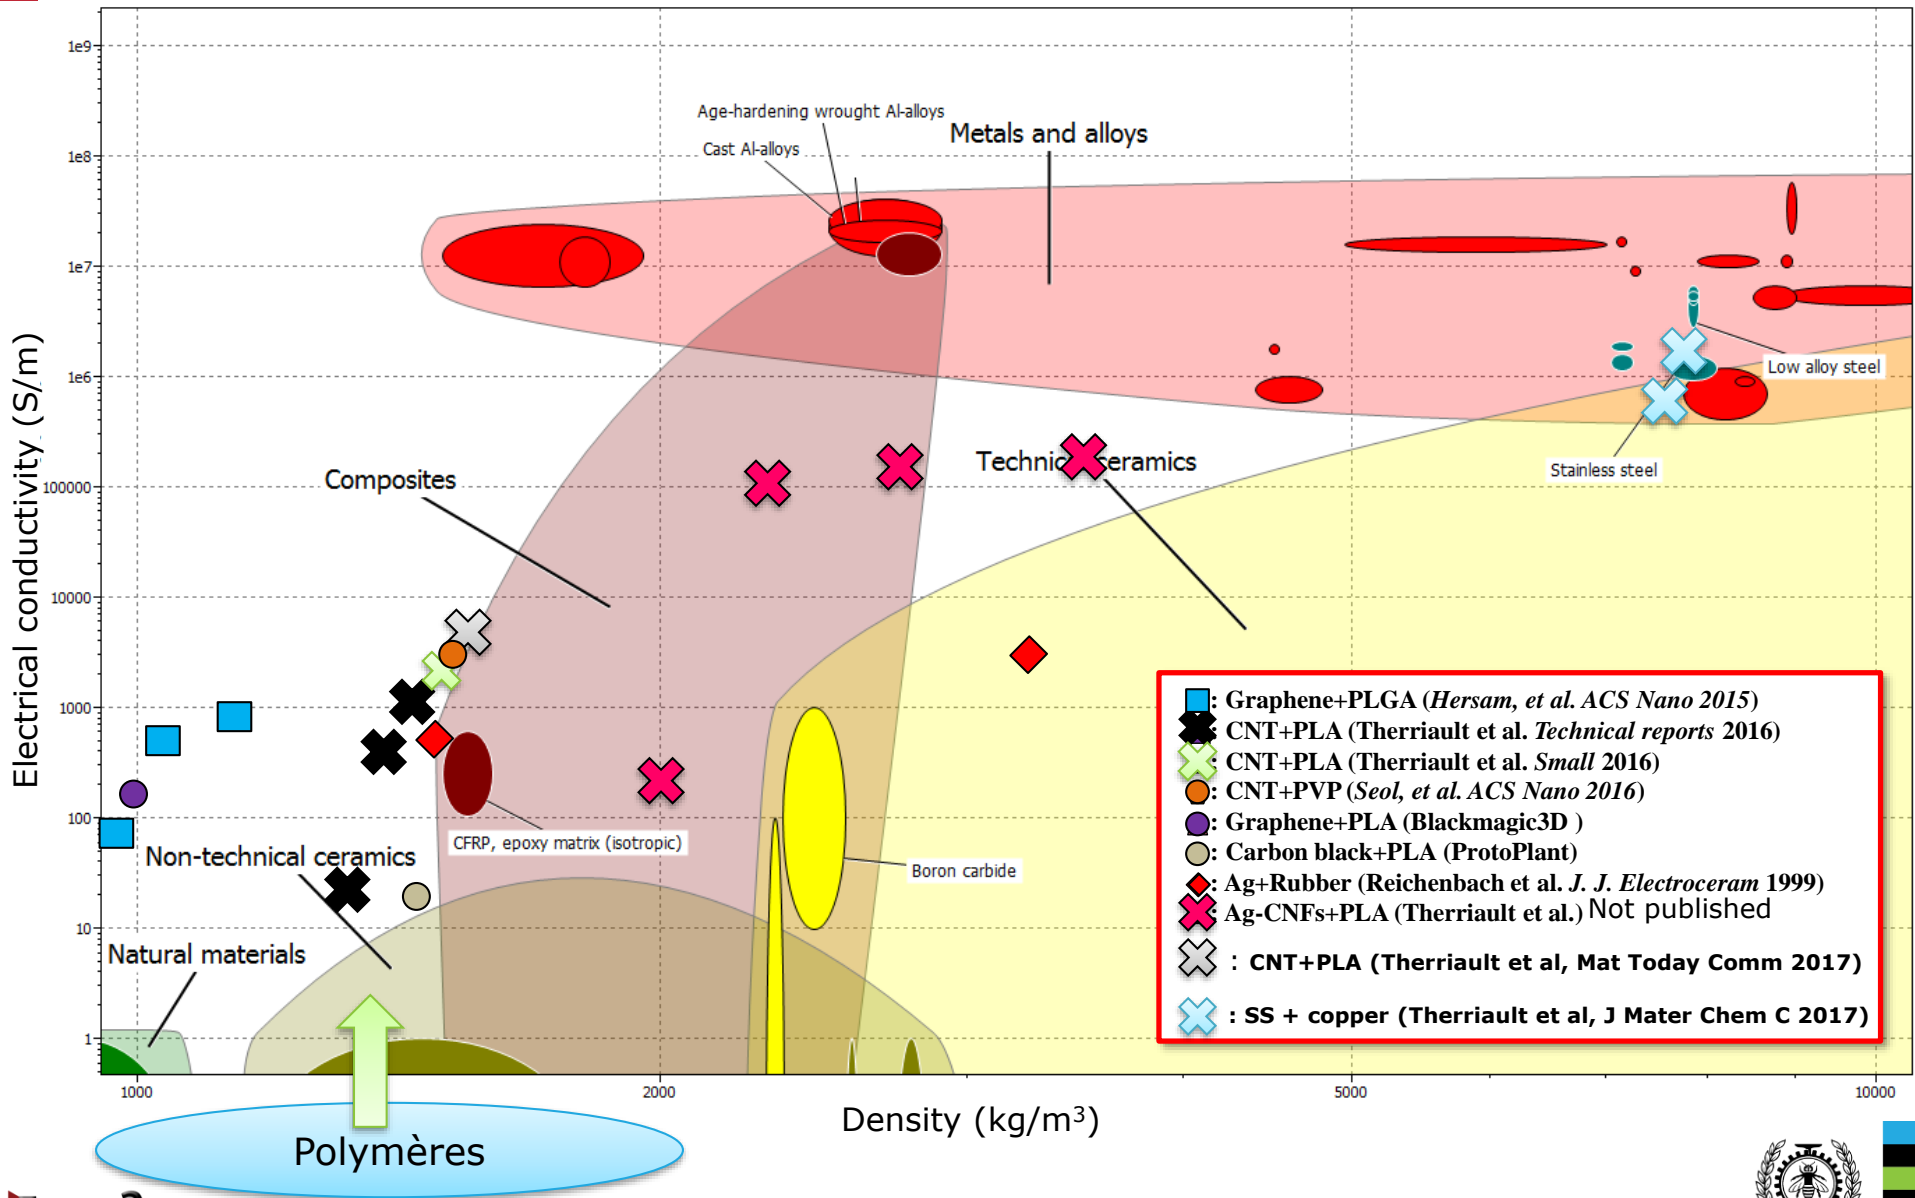 1e9
1e8
1e7
1e6
100000
10000
1000
100
10
1
Electrical conductivity (S/m)
Age-hardening wrought Al-alloys
Cast Al-alloys
Metals and alloys
Low alloy steel
Stainless steel
Composites
Technical ceramics
CFRP, epoxy matrix (isotropic)
Non-technical ceramics
Boron carbide
Natural materials
: Graphene+PLGA (Hersam, et al. ACS Nano 2015)
: CNT+PLA (Therriault et al. Technical reports 2016)
: CNT+PLA (Therriault et al. Small 2016)
: CNT+PVP (Seol, et al. ACS Nano 2016)
: Graphene+PLA (Blackmagic3D )
: Carbon black+PLA (ProtoPlant)
: Ag+Rubber (Reichenbach et al. J. J. Electroceram 1999)
: Ag-CNFs+PLA (Therriault et al.) Not published
: CNT+PLA (Therriault et al, Mat Today Comm 2017)
: SS + copper (Therriault et al, J Mater Chem C 2017)
1000 2000 5000 10000
Density (kg/m³)
Polymères